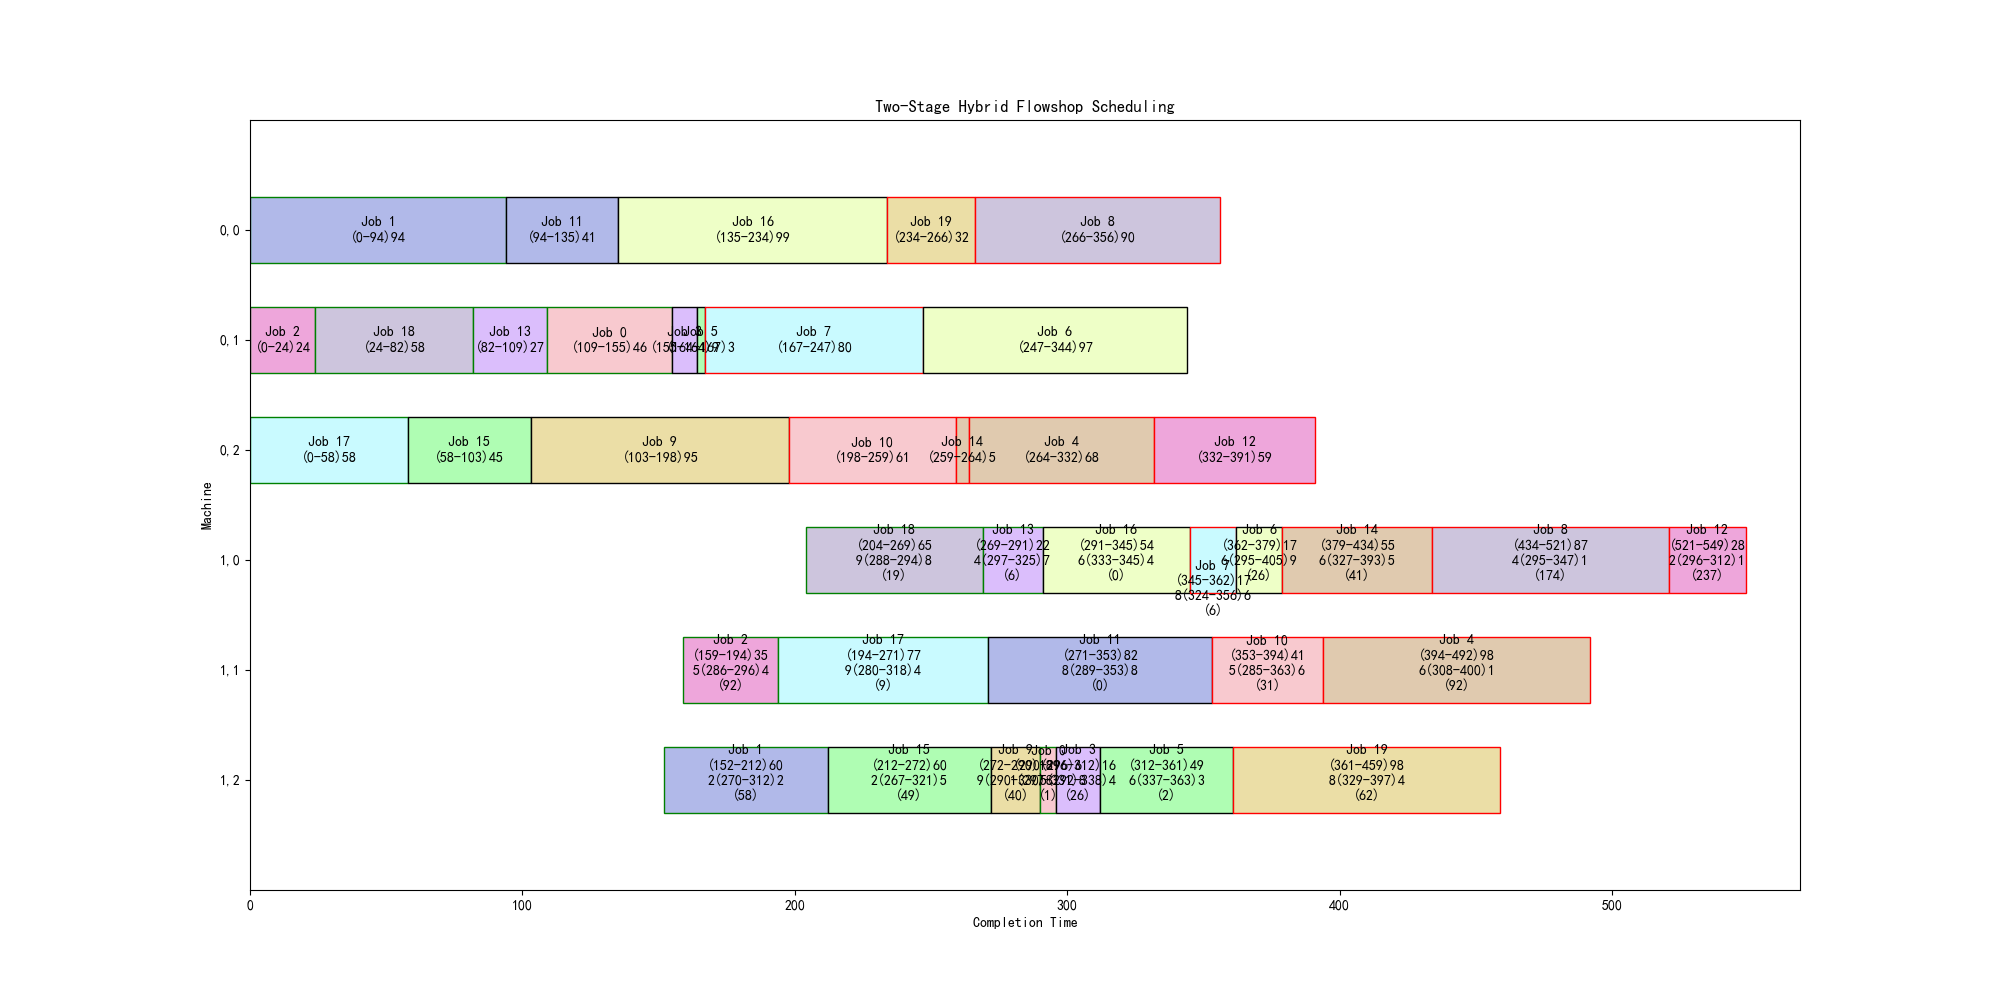 Two-Stage Hybrid Flowshop Scheduling
Machine
0,0
Job 1
(0-94)94
Job 11
(94-135)41
Job 16
(135-234)99
Job 19
(234-266)32
Job 8
(266-356)90
0,1
Job 2
(0-24)24
Job 18
(24-82)58
Job 13
(82-109)27
Job 0
(109-155)46
Job 5
Job 7
(167-247)80
Job 6
(247-344)97
0,2
Job 17
(0-58)58
Job 15
(58-103)45
Job 9
(103-198)95
Job 10
(198-259)61
Job 14
(259-264)5
Job 4
(264-332)68
Job 12
(332-391)59
1,0
Job 18
(204-269)65
9(288-294)8
(19)
Job 13
(269-291)22
4(297-325)7
(6)
Job 16
(291-345)54
6(333-345)4
(0)
Job 7
(345-362)17
8(324-356)6
(6)
Job 6
(362-379)17
6(295-405)9
(26)
Job 14
(379-434)55
6(327-393)5
(41)
Job 8
(434-521)87
4(295-347)1
(174)
Job 12
(521-549)28
2(296-312)1
(237)
1,1
Job 2
(159-194)35
5(286-296)4
(92)
Job 17
(194-271)77
9(280-318)4
(9)
Job 11
(271-353)82
8(289-353)8
(0)
Job 10
(353-394)41
5(285-363)6
(31)
Job 4
(394-492)98
6(308-400)1
(92)
1,2
Job 1
(152-212)60
2(270-312)2
(58)
Job 15
(212-272)60
2(267-321)5
(49)
Job 9
(40)
Job 0
(1)
Job 3
(26)
Job 5
(312-361)49
6(337-363)3
(2)
Job 19
(361-459)98
8(329-397)4
(62)
0
100
200
300
400
500
Completion Time